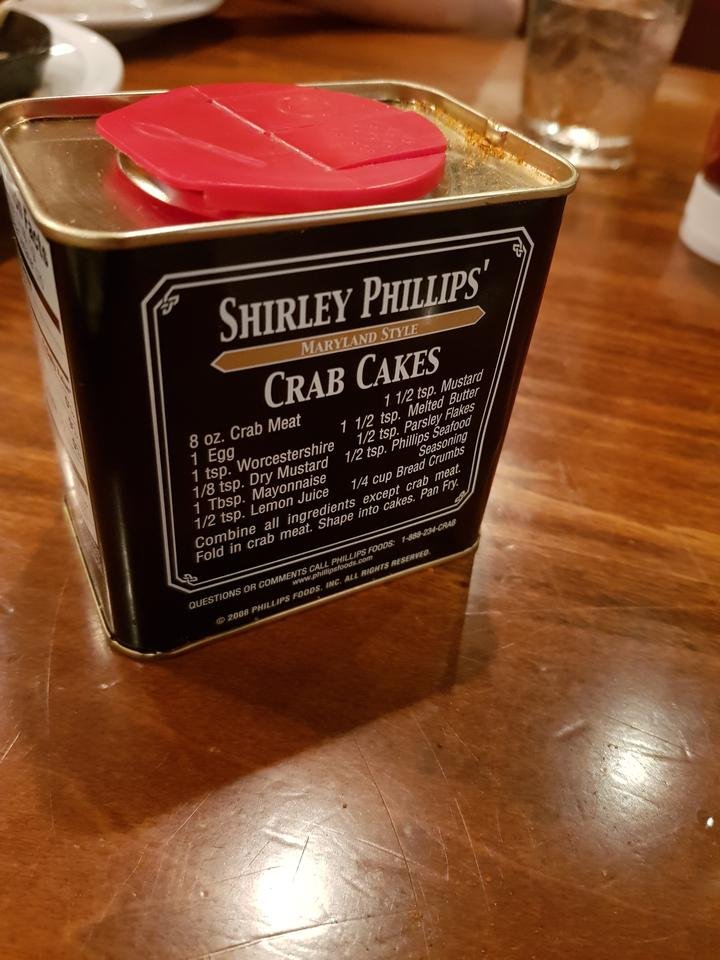 SHIRLEY PHILLIPS'
MARYLAND STYLE
CRAB CAKES
8 oz. Crab Meat
1 Egg
1 tsp. Worcestershire
1/8 tsp. Dry Mustard
1 Tbsp. Mayonnaise
1/2 tsp. Lemon Juice
1 1/2 tsp. Mustard
1 1/2 tsp. Melted Butter
1/2 tsp. Parsley Flakes
1/2 tsp. Phillips Seafood
Seasoning
1/4 cup Bread Crumbs
Combine all ingredients except crab meat.
Fold in crab meat. Shape into cakes. Pan Fry.
QUESTIONS OR COMMENTS CALL PHILLIPS FOODS: 1-888-234-CRAB
www.phillipsfoods.com
© 2008 PHILLIPS FOODS, INC. ALL RIGHTS RESERVED.
Facts